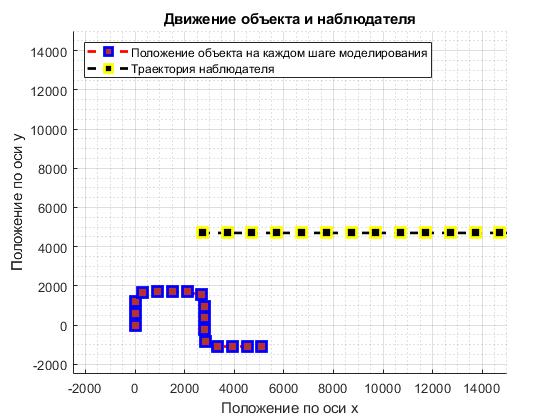 Движение объекта и наблюдателя
Положение объекта на каждом шаге моделирования
Траектория наблюдателя
14000
12000
10000
8000
6000
4000
2000
0
-2000
Положение по оси y
-2000 0 2000 4000 6000 8000 10000 12000 14000
Положение по оси x